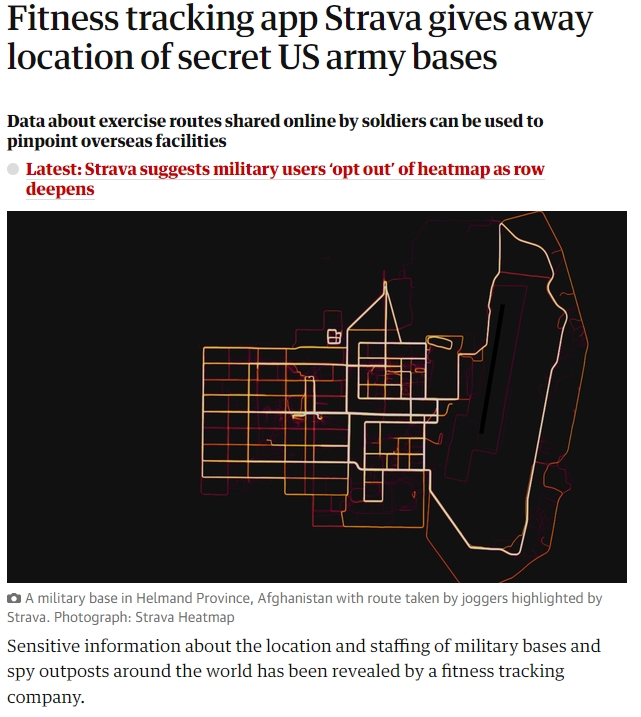 Fitness tracking app Strava gives away
location of secret US army bases
Data about exercise routes shared online by soldiers can be used to
pinpoint overseas facilities
Latest: Strava suggests military users ‘opt out’ of heatmap as row
deepens
A military base in Helmand Province, Afghanistan with route taken by joggers highlighted by
Strava. Photograph: Strava Heatmap
Sensitive information about the location and staffing of military bases and
spy outposts around the world has been revealed by a fitness tracking
company.